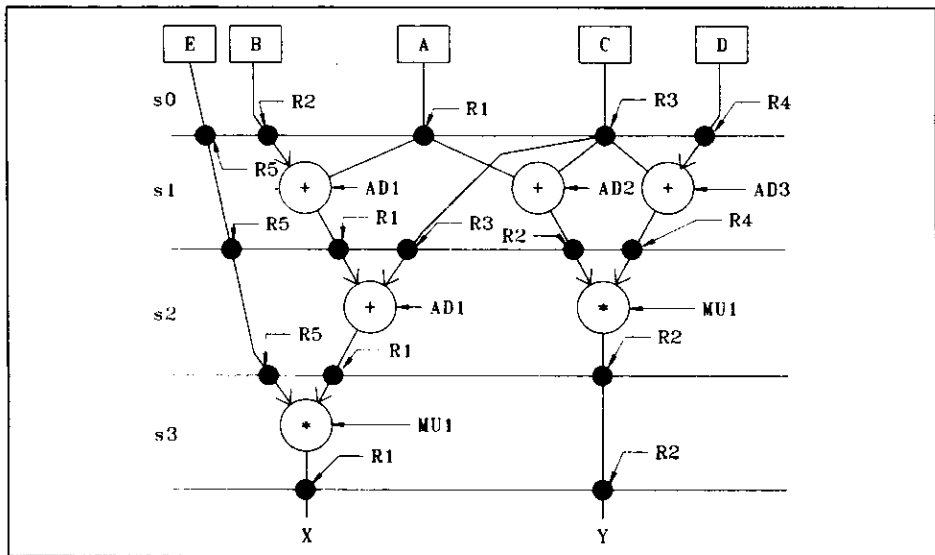 E B A C D
s0 R2 R1 R3 R4
R5
s1 + AD1 + AD2 + AD3
R5 R1 R3 R2 R4
s2 + AD1 * MU1
R5 R1 R2
s3 * MU1
R1 R2
X Y